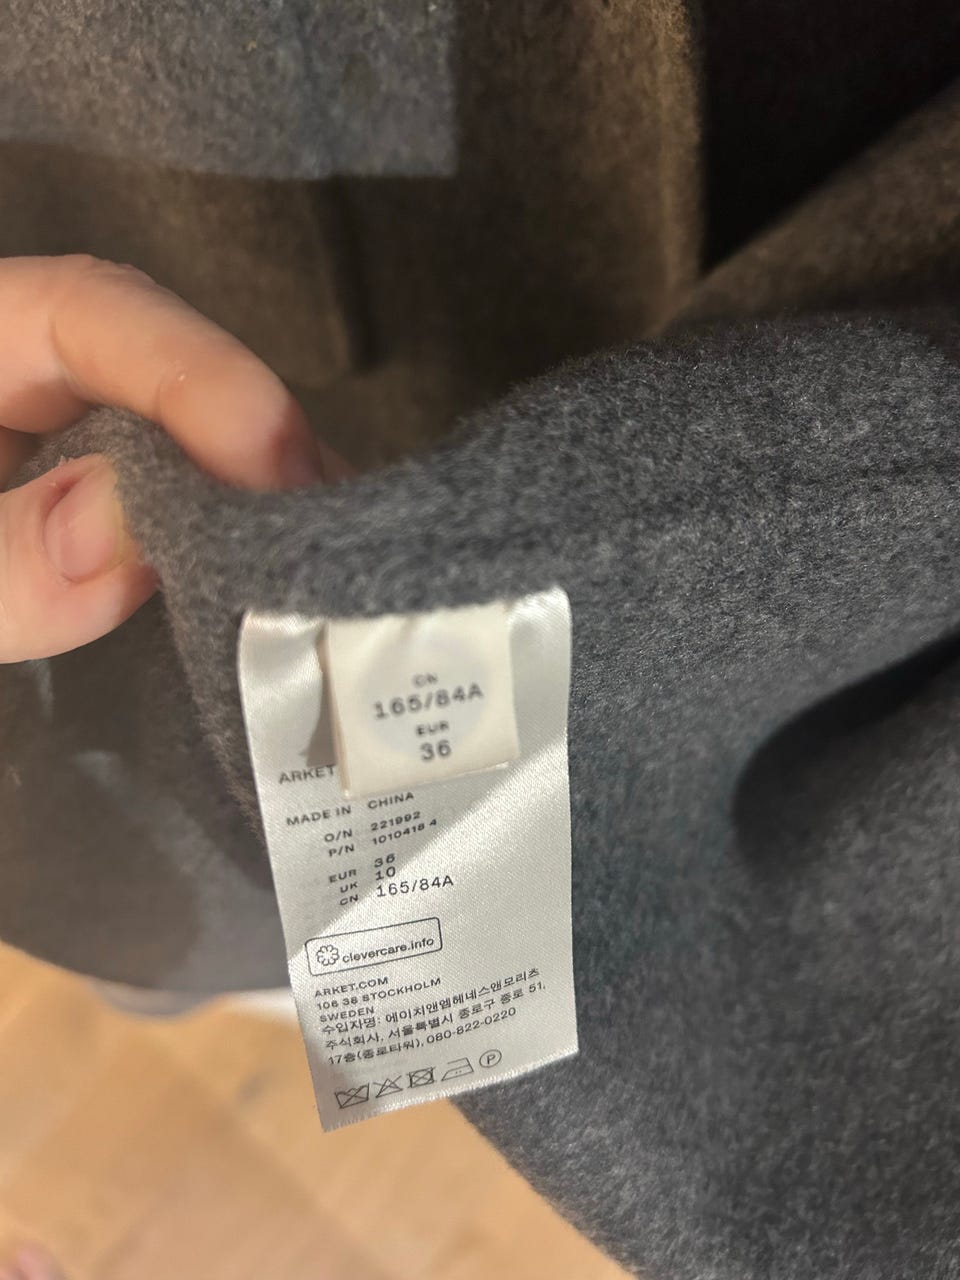 CN
165/84A
EUR
36
ARKET
MADE IN CHINA
O/N 221992
P/N 1010418 4
EUR 36
UK 10
CN 165/84A
clevercare.info
ARKET.COM
106 38 STOCKHOLM
SWEDEN
수입자명: 에이치앤엠헤네스앤모리츠
주식회사, 서울특별시 종로구 종로 51,
17층(종로타워), 080-822-0220
P